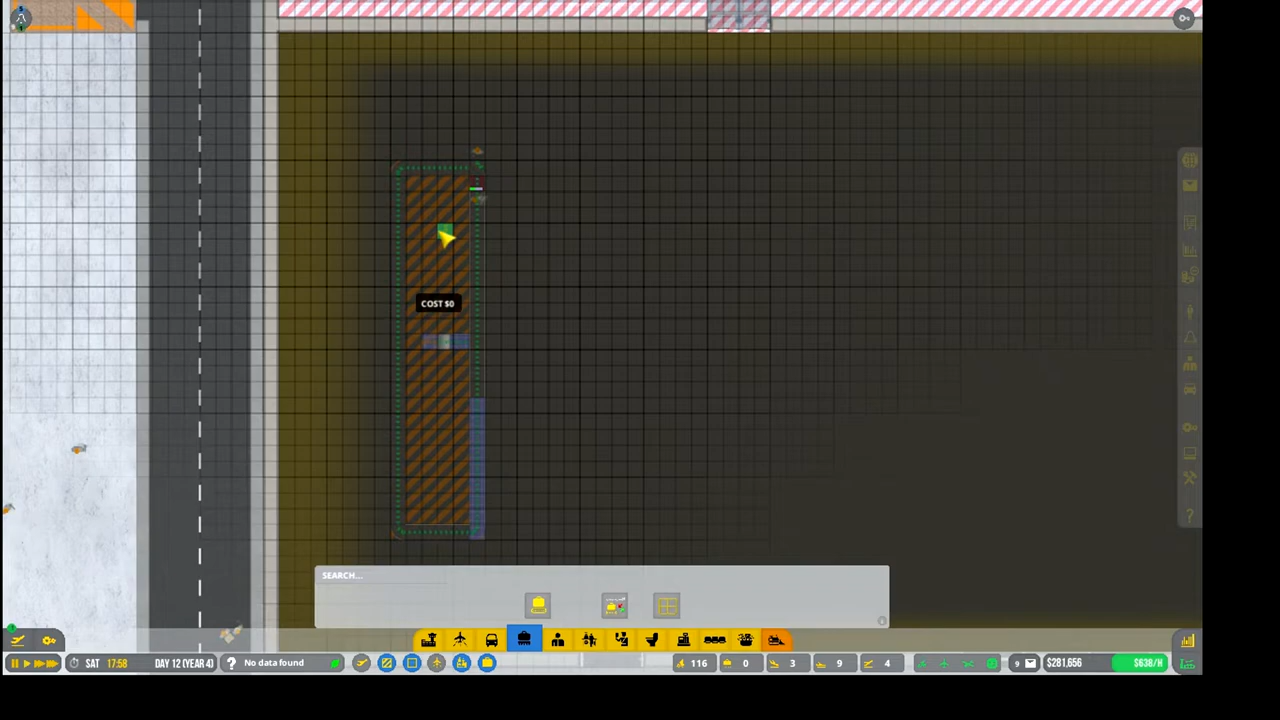 COST $0
SEARCH...
SAT 17:58 DAY 12 (YEAR 4) ? No data found 116 0 3 9 4 9 $281,656 $638/H
?